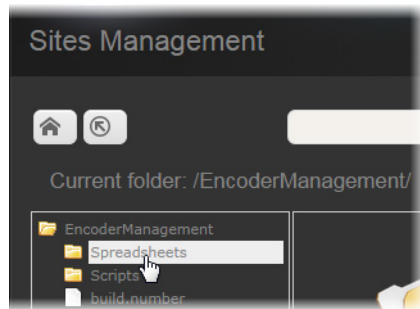 Sites Management
Current folder: /EncoderManagement/
EncoderManagement
Spreadsheets
Scripts
build.number